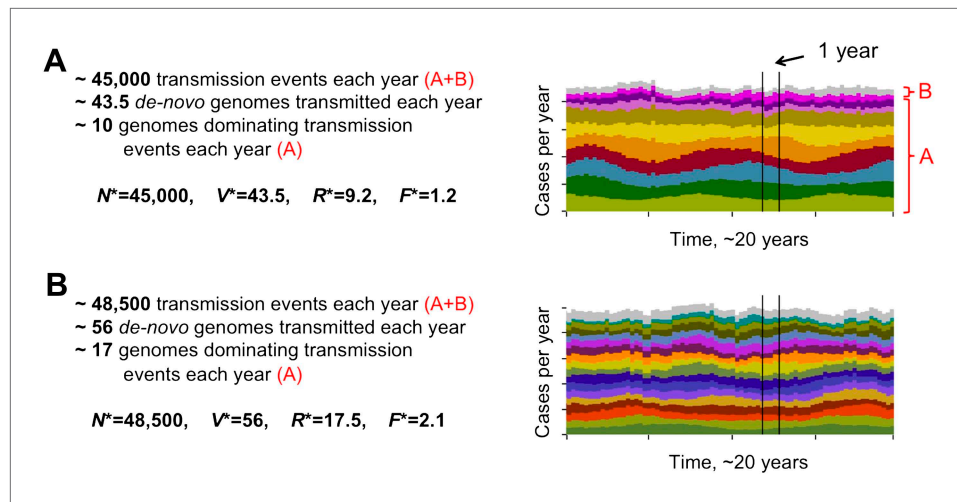 A
~ 45,000 transmission events each year (A+B)
~ 43.5 de-novo genomes transmitted each year
~ 10 genomes dominating transmission
events each year (A)
N*=45,000, V*=43.5, R*=9.2, F*=1.2
1 year
Cases per year
B
A
Time, ~20 years
B
~ 48,500 transmission events each year (A+B)
~ 56 de-novo genomes transmitted each year
~ 17 genomes dominating transmission
events each year (A)
N*=48,500, V*=56, R*=17.5, F*=2.1
Cases per year
Time, ~20 years